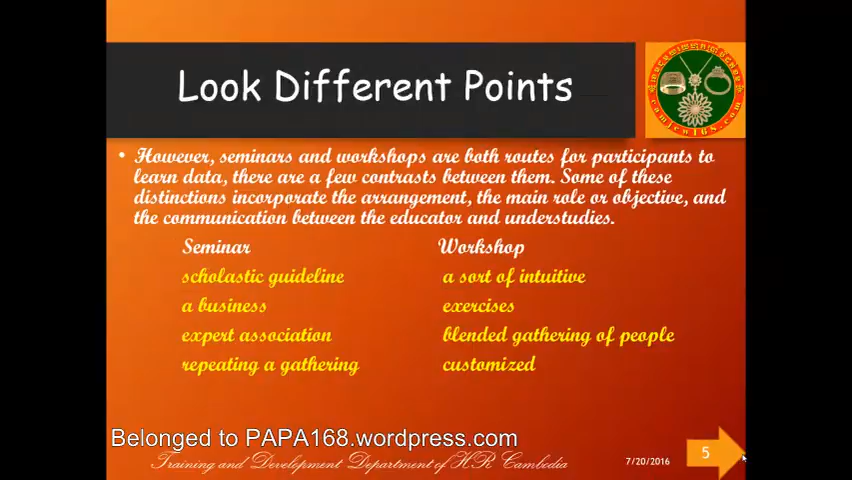 Look Different Points
• However, seminars and workshops are both routes for participants to
learn data, there are a few contrasts between them. Some of these
distinctions incorporate the arrangement, the main role or objective, and
the communication between the educator and understudies.
Seminar Workshop
scholastic guideline a sort of intuitive
a business exercises
expert association blended gathering of people
repeating a gathering customized
Belonged to PAPA168.wordpress.com
Training and Development Department of HR Cambodia
7/20/2016
5